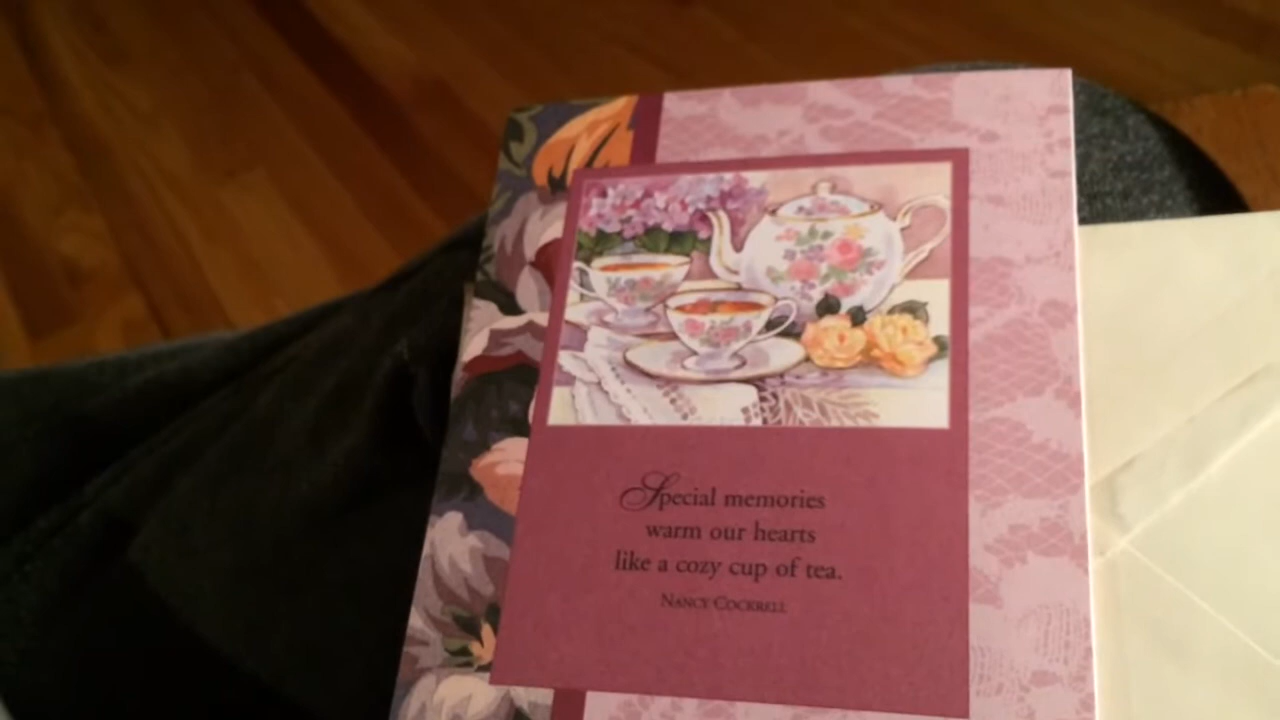 Special memories
warm our hearts
like a cozy cup of tea.
Nancy Cockrell